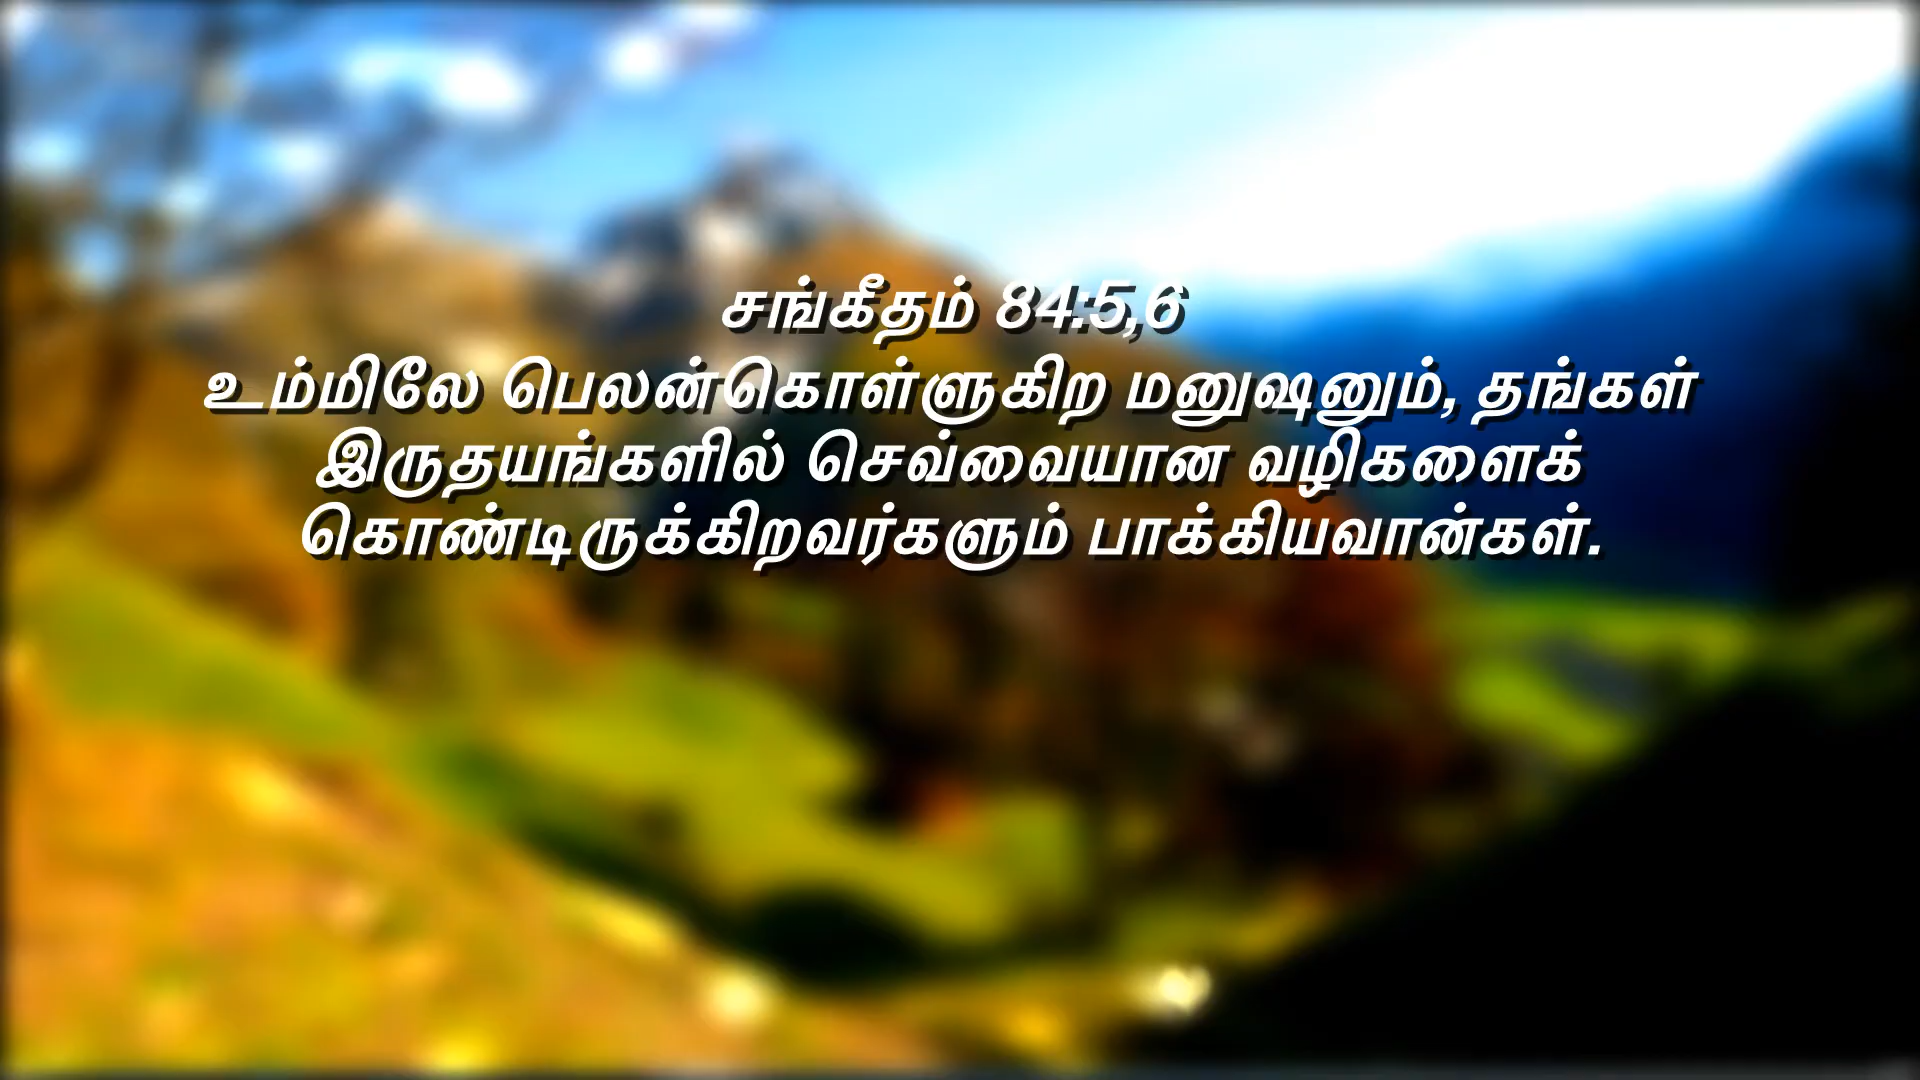 சங்கீதம் 84:5,6
உம்மிலே பெலன்கொள்ளுகிற மனுஷனும், தங்கள்
இருதயங்களில் செவ்வையான வழிகளைக்
கொண்டிருக்கிறவர்களும் பாக்கியவான்கள்.